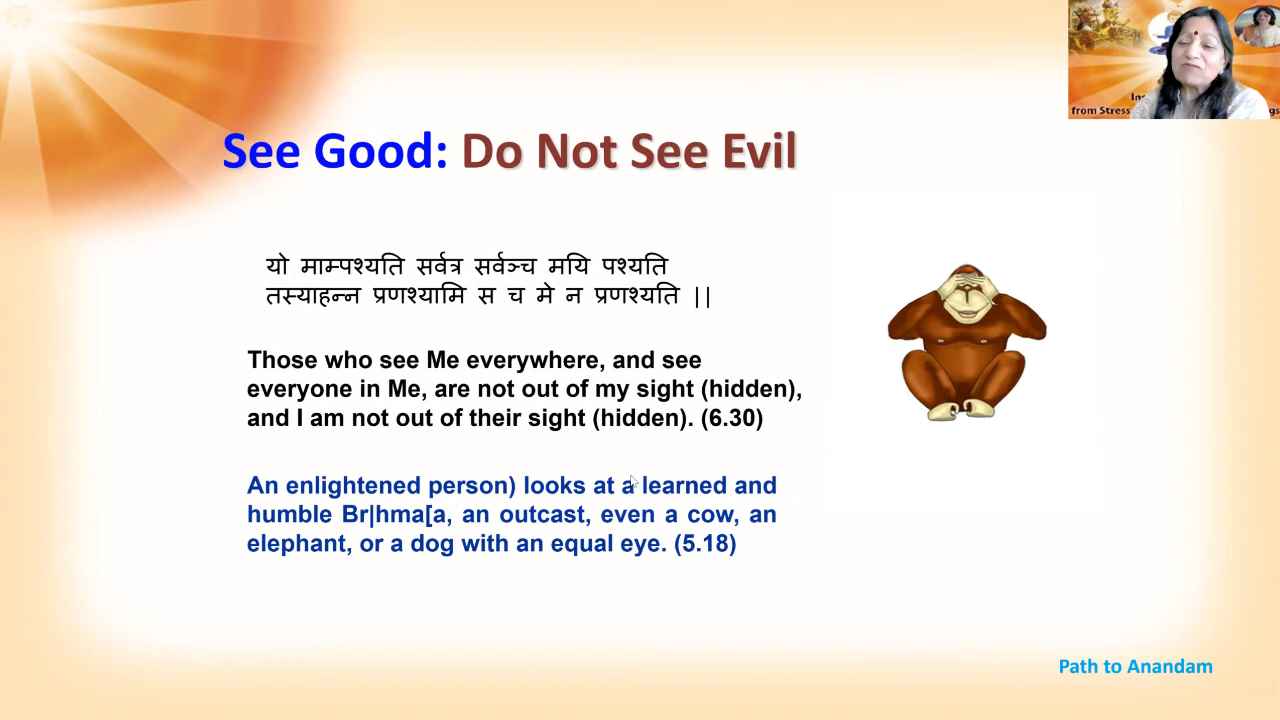 See Good: Do Not See Evil
यो माम्पश्यति सर्वत्र सर्वञ्च मयि पश्यति
तस्याहन्न प्रणश्यामि स च मे न प्रणश्यति ||
Those who see Me everywhere, and see
everyone in Me, are not out of my sight (hidden),
and I am not out of their sight (hidden). (6.30)
An enlightened person) looks at a learned and
humble Br|hma[a, an outcast, even a cow, an
elephant, or a dog with an equal eye. (5.18)
Path to Anandam
from Stress